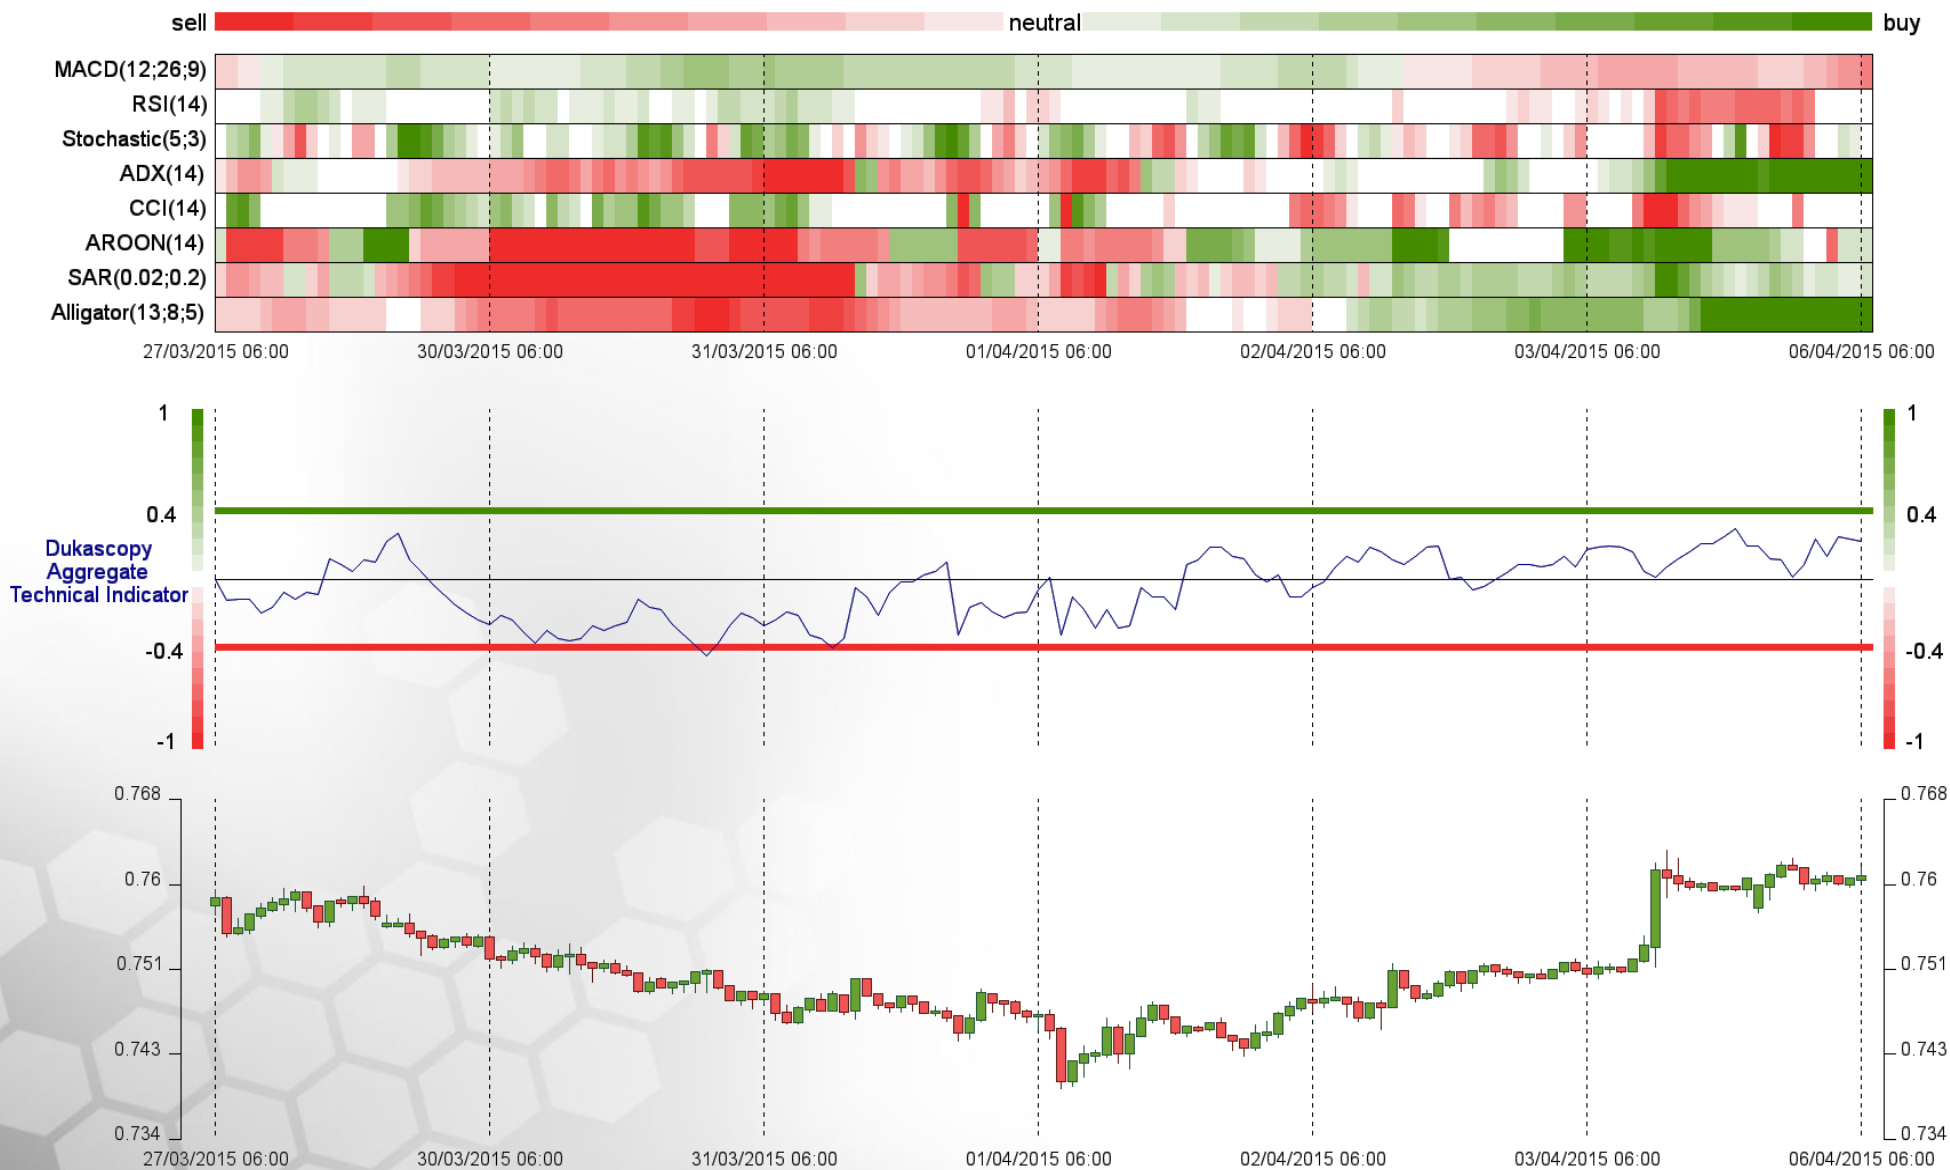 sell neutral buy
MACD(12;26;9)
RSI(14)
Stochastic(5;3)
ADX(14)
CCI(14)
AROON(14)
SAR(0.02;0.2)
Alligator(13;8;5)
27/03/2015 06:00 30/03/2015 06:00 31/03/2015 06:00 01/04/2015 06:00 02/04/2015 06:00 03/04/2015 06:00 06/04/2015 06:00
1 1
0.4 0.4
Dukascopy
Aggregate
Technical Indicator
-0.4 -0.4
-1 -1
0.768 0.768
0.76 0.76
0.751 0.751
0.743 0.743
0.734 0.734
27/03/2015 06:00 30/03/2015 06:00 31/03/2015 06:00 01/04/2015 06:00 02/04/2015 06:00 03/04/2015 06:00 06/04/2015 06:00